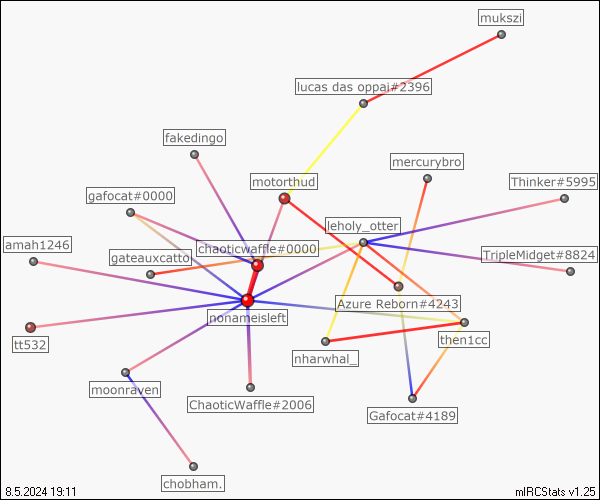 mukszi
lucas das oppai#2396
fakedingo
mercurybro
motorthud
Thinker#5995
gafocat#0000
leholy_otter
amah1246
chaoticwaffle#0000
gateauxcatto
TripleMidget#8824
Azure Reborn#4243
nonameisleft
tt532
then1cc
nharwhal_
moonraven
ChaoticWaffle#2006
Gafocat#4189
chobham.
8.5.2024 19:11
mIRCStats v1.25